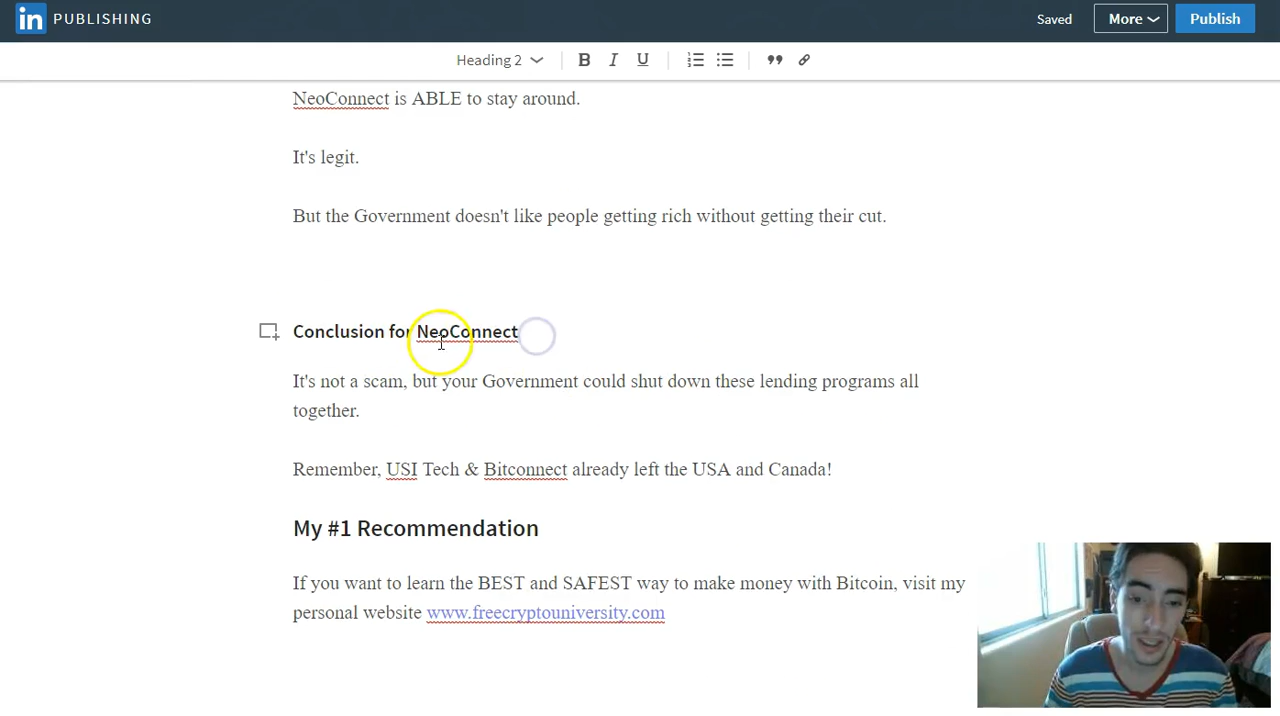 in PUBLISHING
Saved
More
Publish
Heading 2
B I U
NeoConnect is ABLE to stay around.
It's legit.
But the Government doesn't like people getting rich without getting their cut.
Conclusion for NeoConnect
It's not a scam, but your Government could shut down these lending programs all
together.
Remember, USI Tech & Bitconnect already left the USA and Canada!
My #1 Recommendation
If you want to learn the BEST and SAFEST way to make money with Bitcoin, visit my
personal website www.freecryptouniversity.com